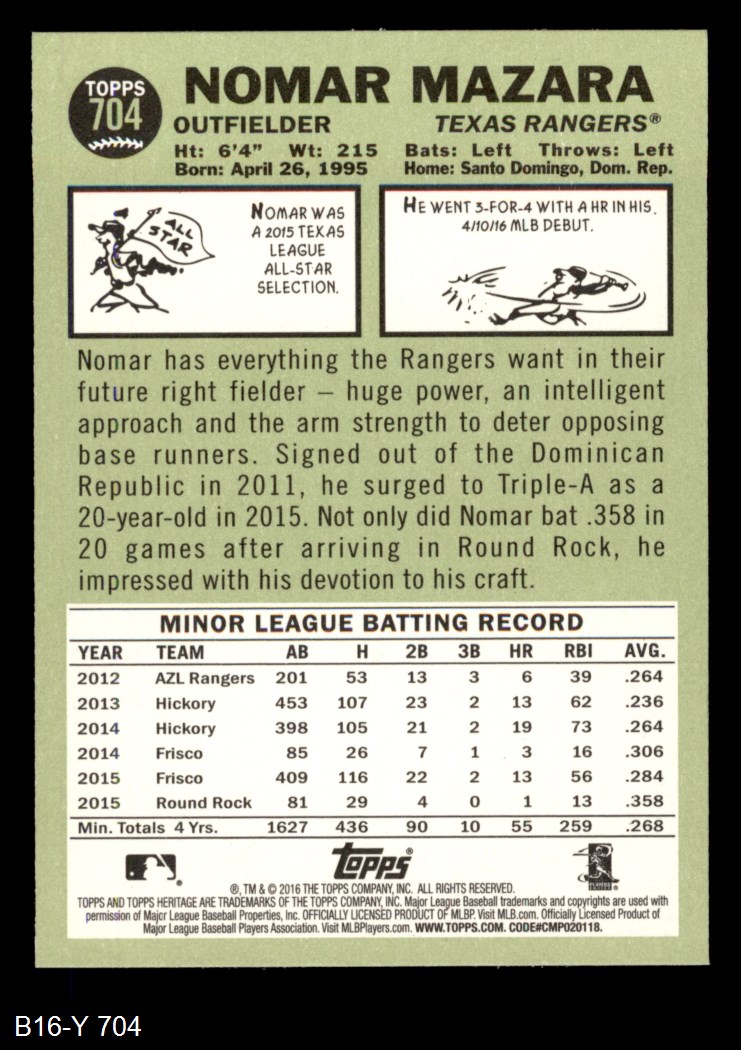 TOPPS
704
NOMAR MAZARA
OUTFIELDER TEXAS RANGERS®
Ht: 6'4" Wt: 215 Bats: Left Throws: Left
Born: April 26, 1995 Home: Santo Domingo, Dom. Rep.
ALL
STAR
NOMAR WAS
A 2015 TEXAS
LEAGUE
ALL-STAR
SELECTION.
HE WENT 3-FOR-4 WITH A HR IN HIS
4/10/16 MLB DEBUT.
Nomar has everything the Rangers want in their
future right fielder – huge power, an intelligent
approach and the arm strength to deter opposing
base runners. Signed out of the Dominican
Republic in 2011, he surged to Triple-A as a
20-year-old in 2015. Not only did Nomar bat .358 in
20 games after arriving in Round Rock, he
impressed with his devotion to his craft.
MINOR LEAGUE BATTING RECORD
YEAR TEAM AB H 2B 3B HR RBI AVG.
2012 AZL Rangers 201 53 13 3 6 39 .264
2013 Hickory 453 107 23 2 13 62 .236
2014 Hickory 398 105 21 2 19 73 .264
2014 Frisco 85 26 7 1 3 16 .306
2015 Frisco 409 116 22 2 13 56 .284
2015 Round Rock 81 29 4 0 1 13 .358
Min. Totals 4 Yrs. 1627 436 90 10 55 259 .268
Topps®
®, TM & © 2016 THE TOPPS COMPANY, INC. ALL RIGHTS RESERVED.
TOPPS AND TOPPS HERITAGE ARE TRADEMARKS OF THE TOPPS COMPANY, INC. Major League Baseball trademarks and copyrights are used with
permission of Major League Baseball Properties, Inc. OFFICIALLY LICENSED PRODUCT OF MLBP. Visit MLB.com. Officially Licensed Product of
Major League Baseball Players Association. Visit MLBPlayers.com. WWW.TOPPS.COM. CODE#CMP020118.
B16-Y 704